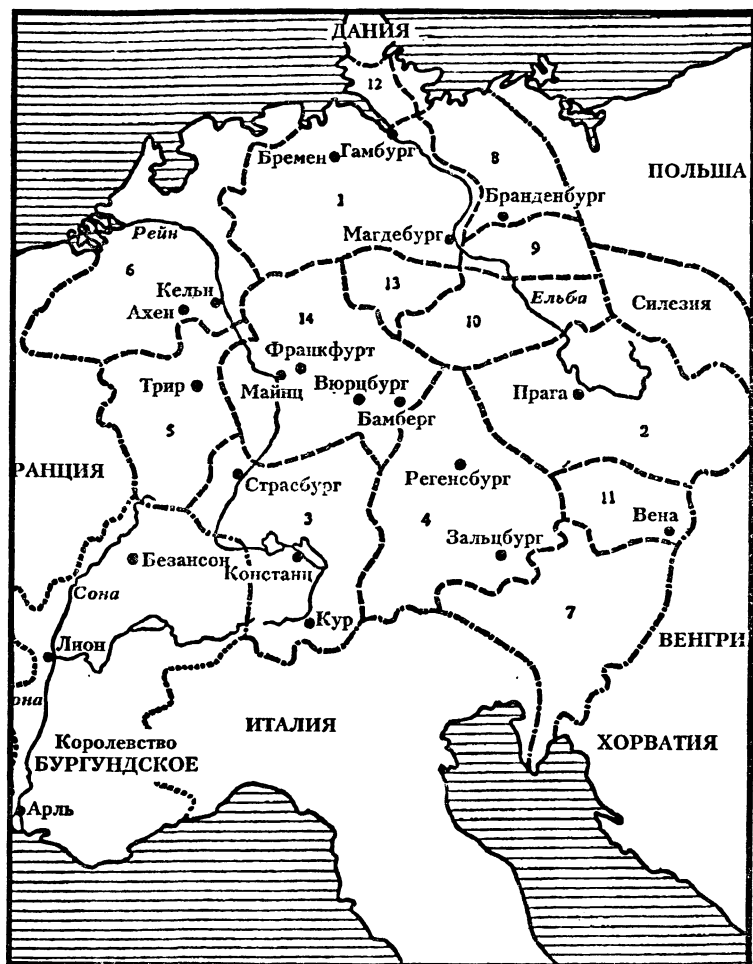 ДАНИЯ
12
Бремен
Гамбург
8
ПОЛЬША
1
Бранденбург
Рейн
Магдебург
9
6
13
Кельн
Ельба
Силезия
Ахен
14
10
Франкфурт
Трир
Майнц
Вюрцбург
Прага
Бамберг
5
2
РАНЦИЯ
Страсбург
Регенсбург
11
3
4
Вена
Зальцбург
Безансон
Констанц
Сона
7
Кур
Лион
ВЕНГРИ
она
ИТАЛИЯ
Королевство
БУРГУНДСКОЕ
ХОРВАТИЯ
Арль